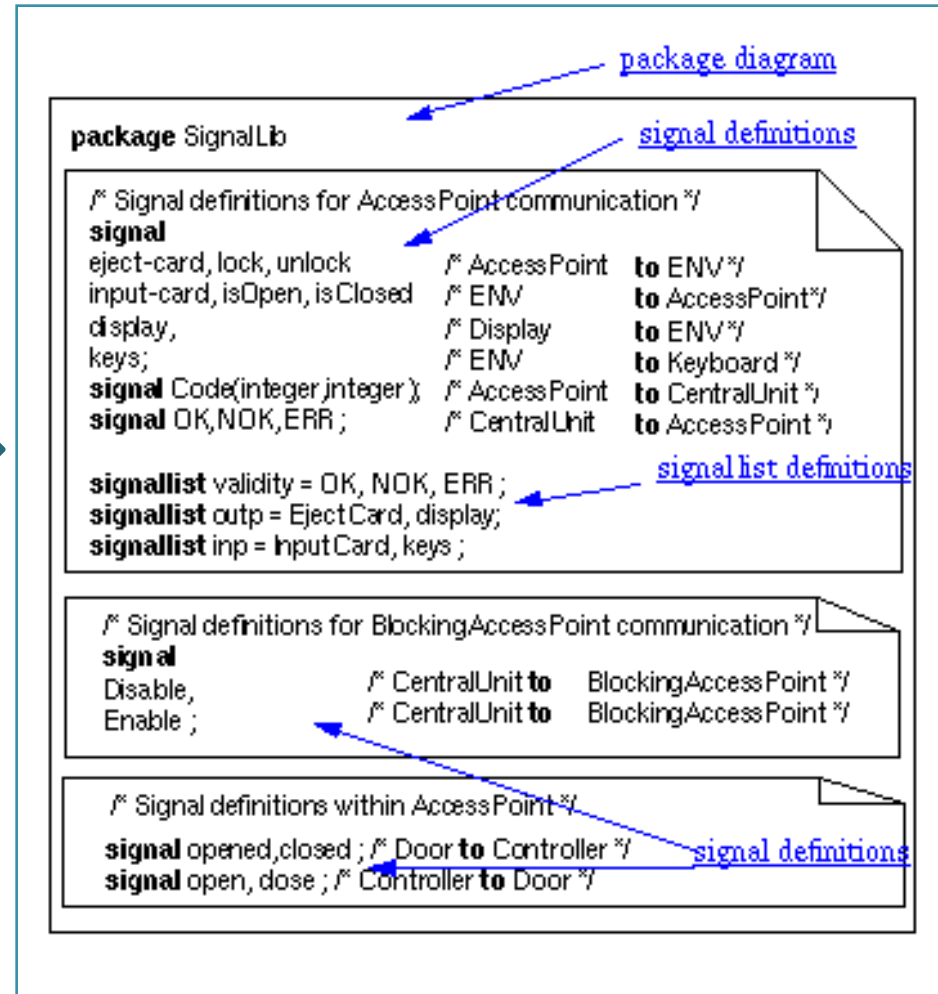 package diagram
package SignalLib
signal definitions
/* Signal definitions for AccessPoint communication */
signal
eject-card, lock, unlock /* AccessPoint to ENV */
input-card, isOpen, isClosed /* ENV to AccessPoint*/
display, /* Display to ENV */
keys; /* ENV to Keyboard */
signal Code(integer,integer); /* AccessPoint to CentralUnit */
signal OK,NOK,ERR ; /* CentralUnit to AccessPoint */
signallist definitions
signallist validity = OK, NOK, ERR ;
signallist outp = EjectCard, display;
signallist inp = InputCard, keys ;
/* Signal definitions for BlockingAccessPoint communication */
signal
Disable, /* CentralUnit to BlockingAccessPoint */
Enable ; /* CentralUnit to BlockingAccessPoint */
/* Signal definitions within AccessPoint */
signal opened,closed ; /* Door to Controller */
signal definitions
signal open, close ; /* Controller to Door */